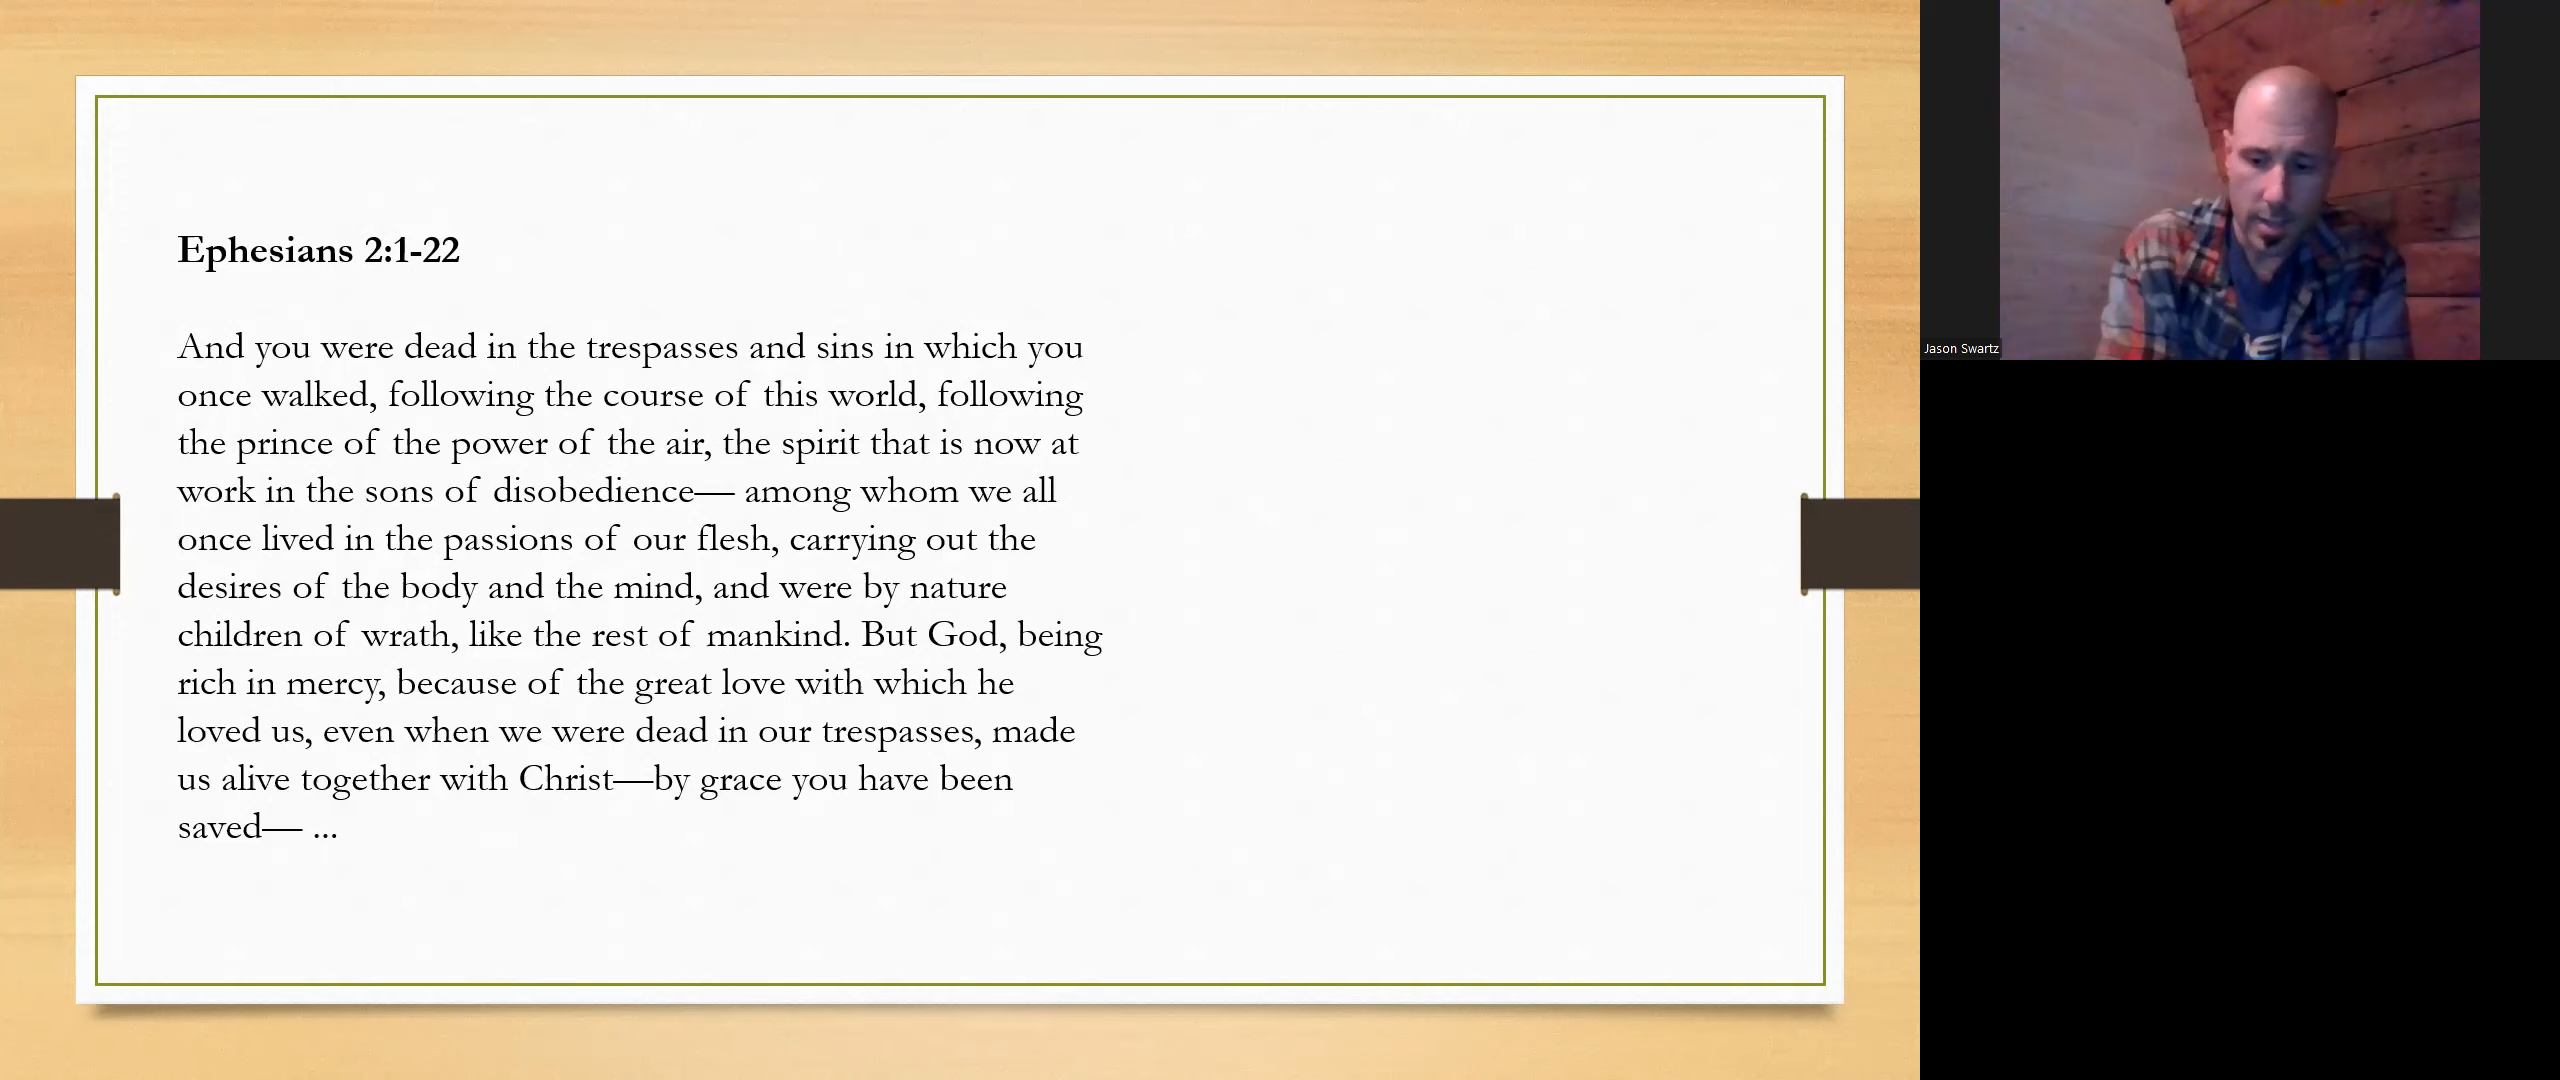 Ephesians 2:1-22
And you were dead in the trespasses and sins in which you
once walked, following the course of this world, following
the prince of the power of the air, the spirit that is now at
work in the sons of disobedience— among whom we all
once lived in the passions of our flesh, carrying out the
desires of the body and the mind, and were by nature
children of wrath, like the rest of mankind. But God, being
rich in mercy, because of the great love with which he
loved us, even when we were dead in our trespasses, made
us alive together with Christ—by grace you have been
saved— ...
Jason Swartz